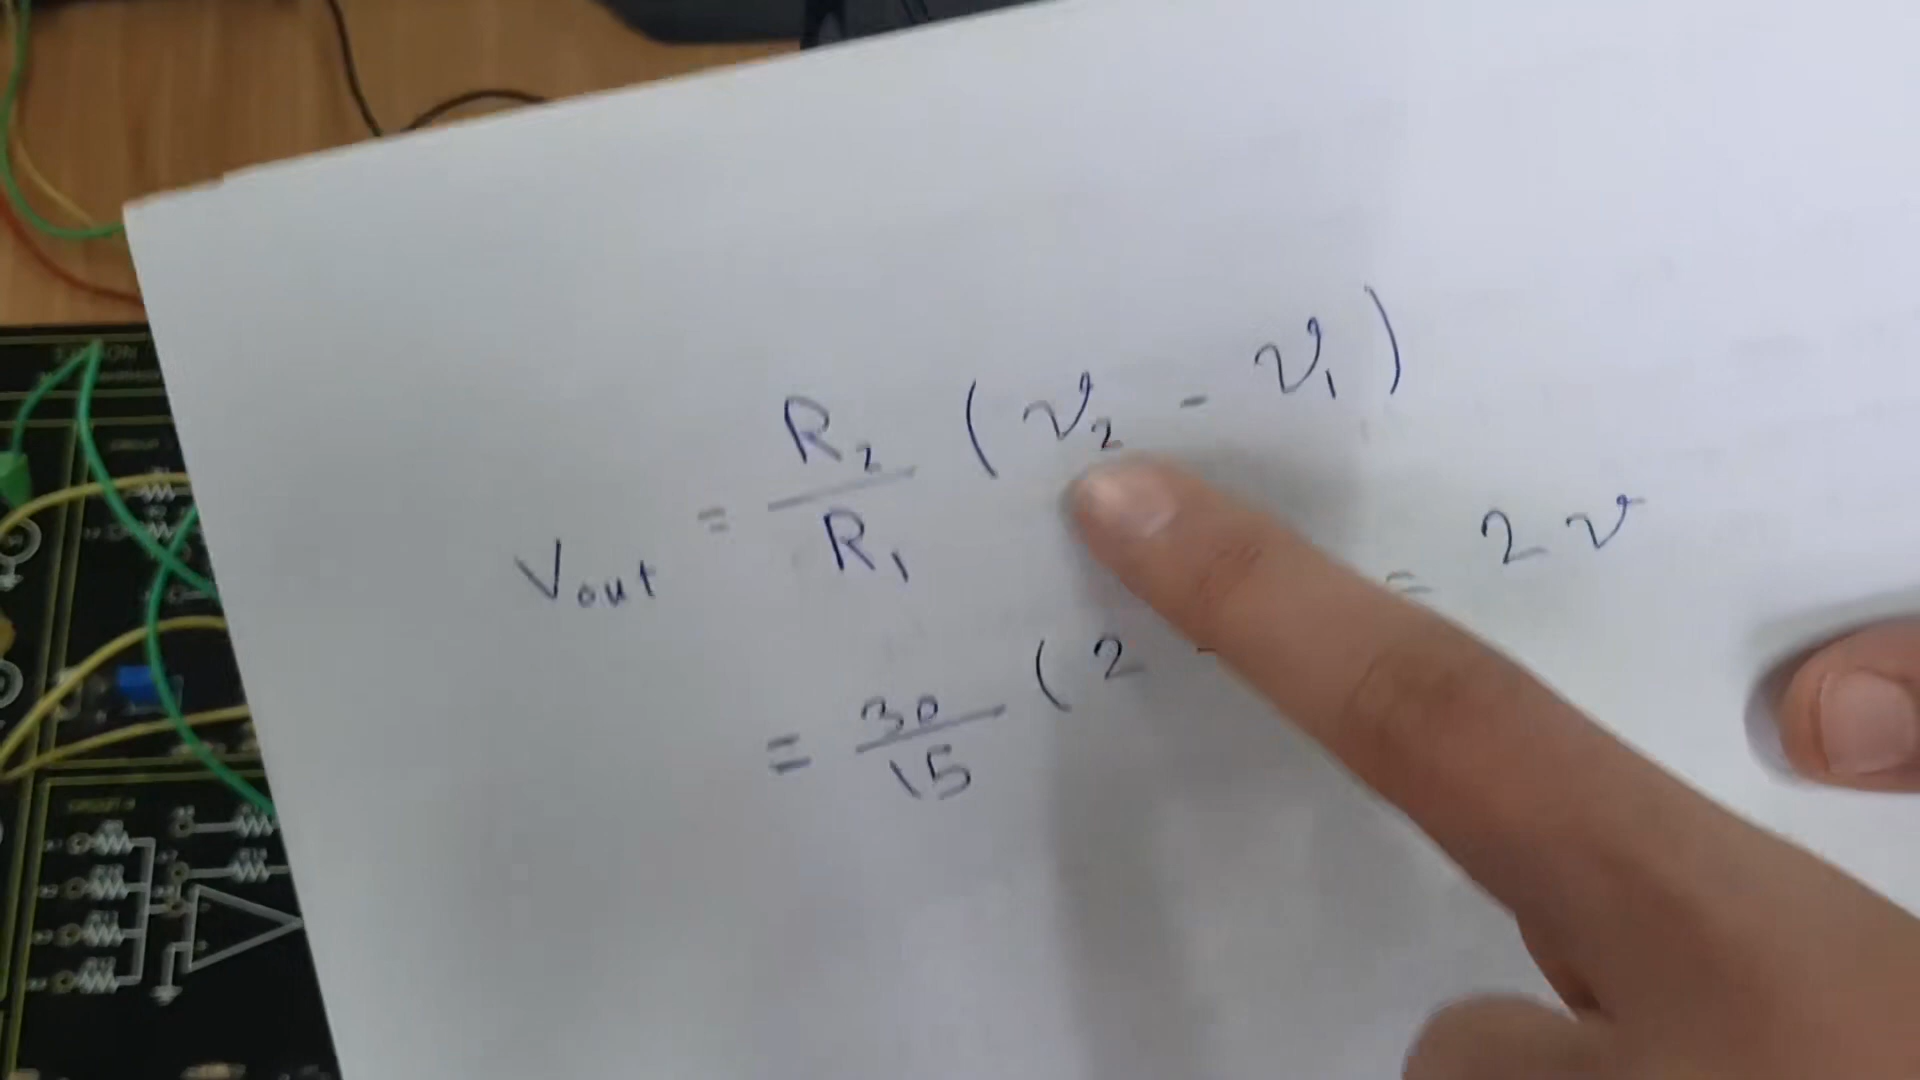 Vout = R2/R1 (v2 - v1)
= 30/15 (2 - = 2v